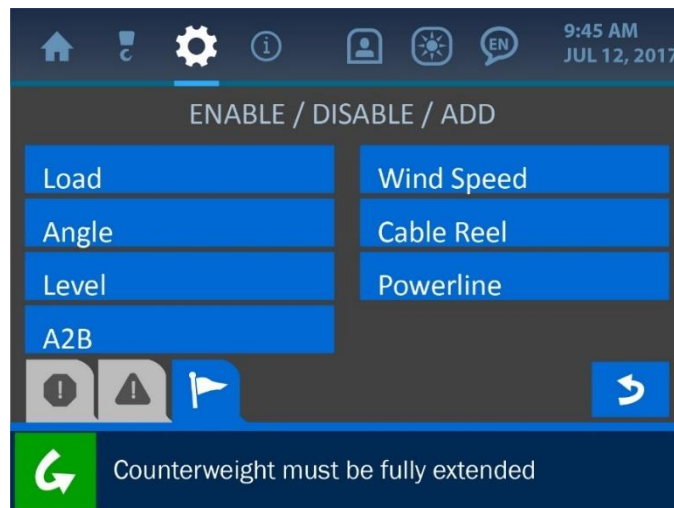 EN
9:45 AM
JUL 12, 2017
ENABLE / DISABLE / ADD
Load
Wind Speed
Angle
Cable Reel
Level
Powerline
A2B
Counterweight must be fully extended